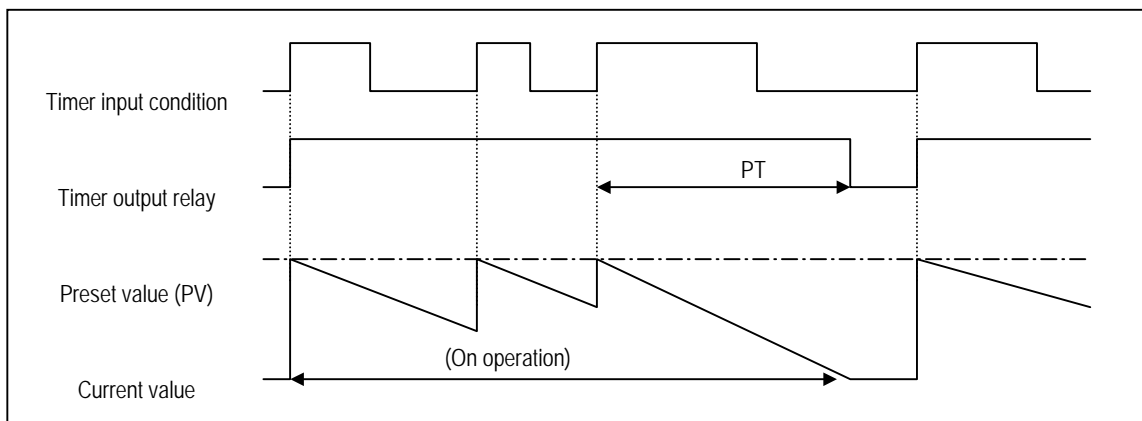 Timer input condition
Timer output relay
PT
Preset value (PV)
(On operation)
Current value